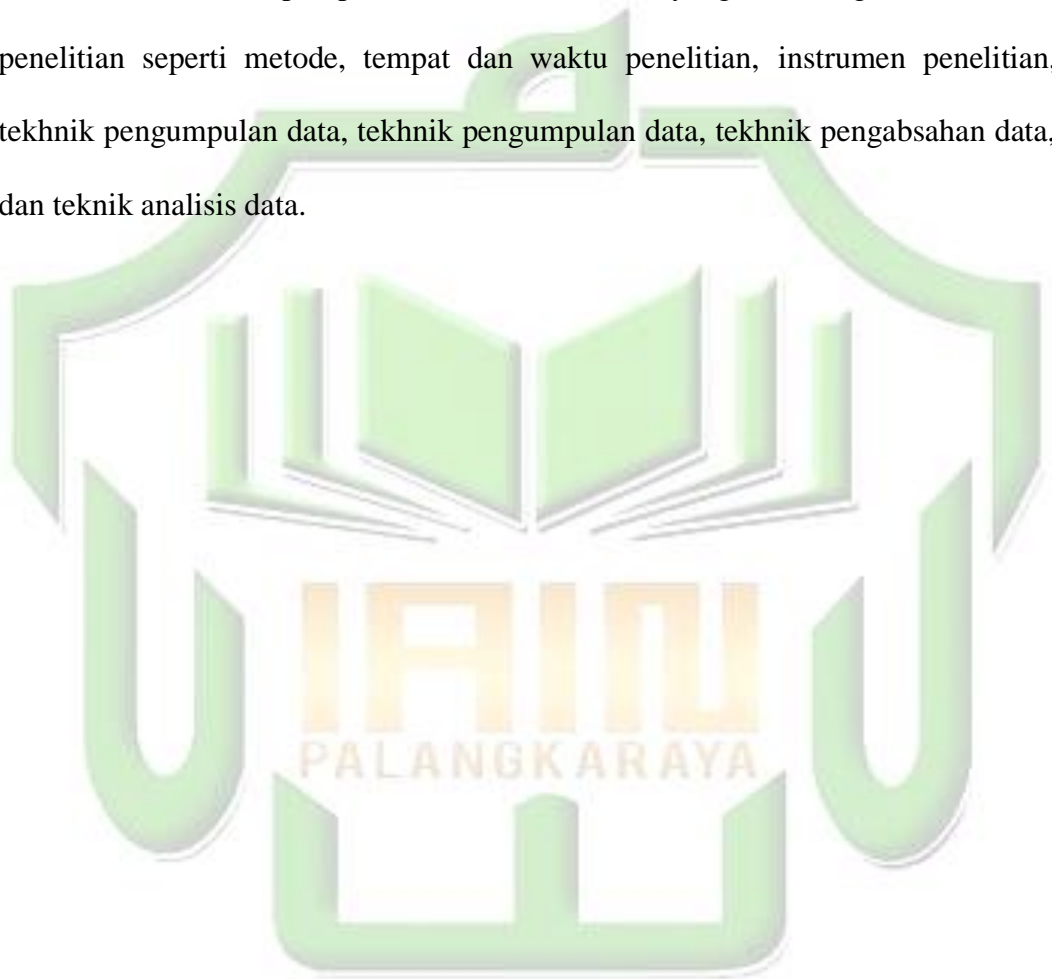 penelitian seperti metode, tempat dan waktu penelitian, instrumen penelitian,
tekhnik pengumpulan data, tekhnik pengumpulan data, tekhnik pengabsahan data,
dan teknik analisis data.
IAIN
PALANGKARAYA